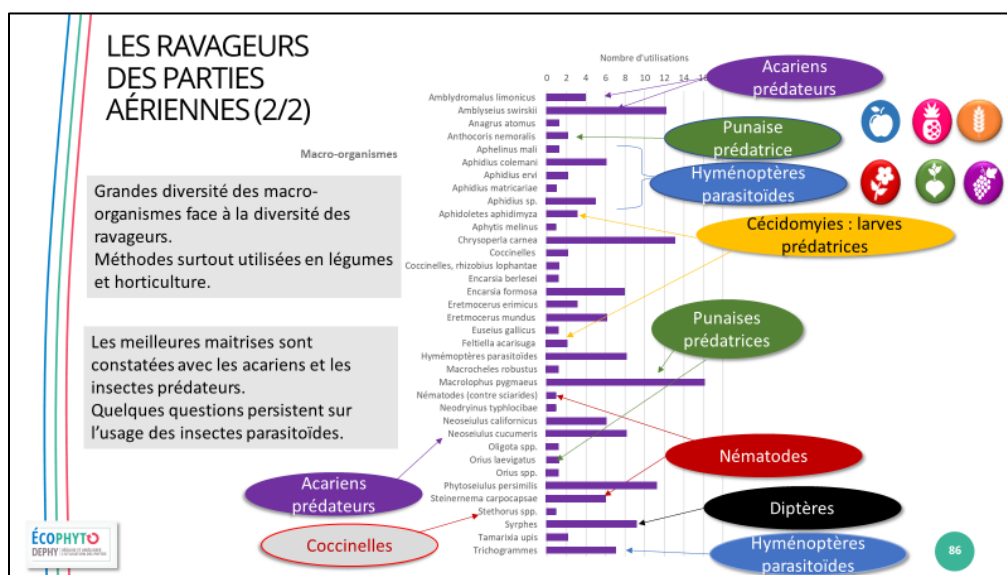 LES RAVAGEURS
DES PARTIES
AÉRIENNES (2/2)
Macro-organismes
Grandes diversité des macro-
organismes face à la diversité des
ravageurs.
Méthodes surtout utilisées en légumes
et horticulture.
Les meilleures maitrises sont
constatées avec les acariens et les
insectes prédateurs.
Quelques questions persistent sur
l'usage des insectes parasitoïdes.
Nombre d'utilisations
0 2 4 6 8 10 12 14 16
Amblydromalus limonicus
Amblyseius swirskii
Anagrus atomus
Anthocoris nemoralis
Aphelinus mali
Aphidius colemani
Aphidius ervi
Aphidius matricariae
Aphidius sp.
Aphidoletes aphidimyza
Aphytis melinus
Chrysoperla carnea
Coccinelles
Coccinelles, rhizobius lophantae
Encarsia berlesei
Encarsia formosa
Eretmocerus erimicus
Eretmocerus mundus
Euseius gallicus
Feltiella acarisuga
Hymémoptères parasitoïdes
Macrocheles robustus
Macrolophus pygmaeus
Nématodes (contre sciarides)
Neodryinus typhlocibae
Neoseiulus californicus
Neoseiulus cucumeris
Oligota spp.
Orius laevigatus
Orius spp.
Phytoseiulus persimilis
Steinernema carpocapsae
Stethorus spp.
Syrphes
Tamarixia upis
Trichogrammes
Acariens
prédateurs
Punaise
prédatrice
Hyménoptères
parasitoïdes
Cécidomyies : larves
prédatrices
Punaises
prédatrices
Nématodes
Diptères
Hyménoptères
parasitoïdes
Acariens
prédateurs
Coccinelles
ÉCOPHYTO
DEPHY
86